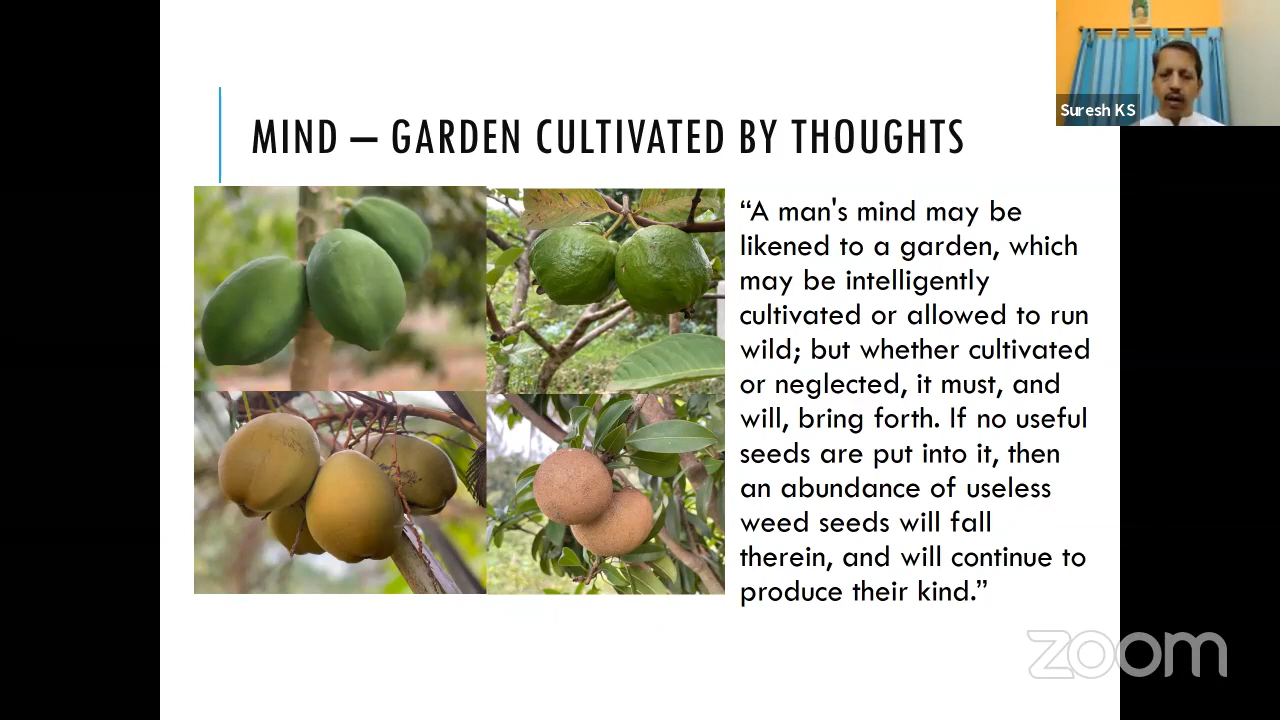 Suresh KS
MIND – GARDEN CULTIVATED BY THOUGHTS
“A man's mind may be
likened to a garden, which
may be intelligently
cultivated or allowed to run
wild; but whether cultivated
or neglected, it must, and
will, bring forth. If no useful
seeds are put into it, then
an abundance of useless
weed seeds will fall
therein, and will continue to
produce their kind.”
zoom